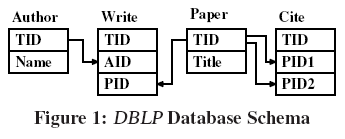 Author Write Paper Cite
TID TID TID TID
Name AID Title PID1
PID PID2
Figure 1: DBLP Database Schema